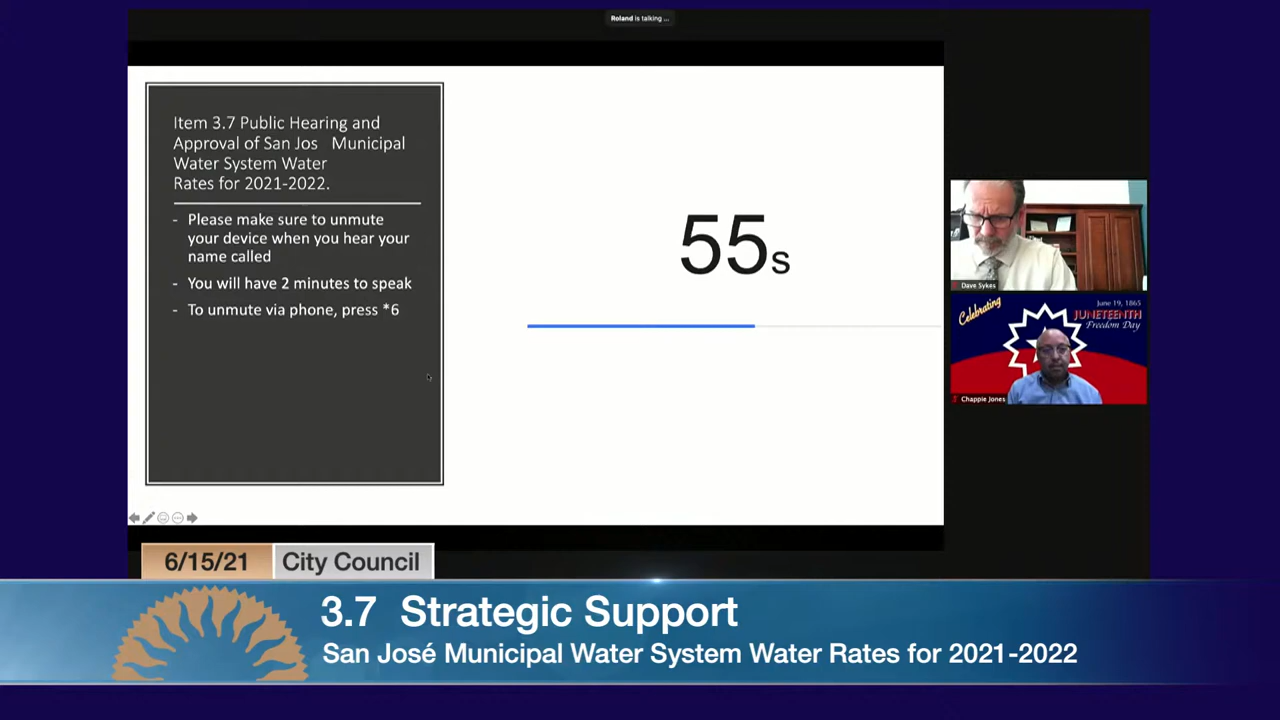 Roland is talking ...
Item 3.7 Public Hearing and
Approval of San Jos Municipal
Water System Water
Rates for 2021-2022.
- Please make sure to unmute
your device when you hear your
name called
- You will have 2 minutes to speak
- To unmute via phone, press *6
55s
Dave Sykes
Celebrating
June 19, 1865
JUNETEENTH
Freedom Day
Chappie Jones
6/15/21 City Council
3.7 Strategic Support
San José Municipal Water System Water Rates for 2021-2022